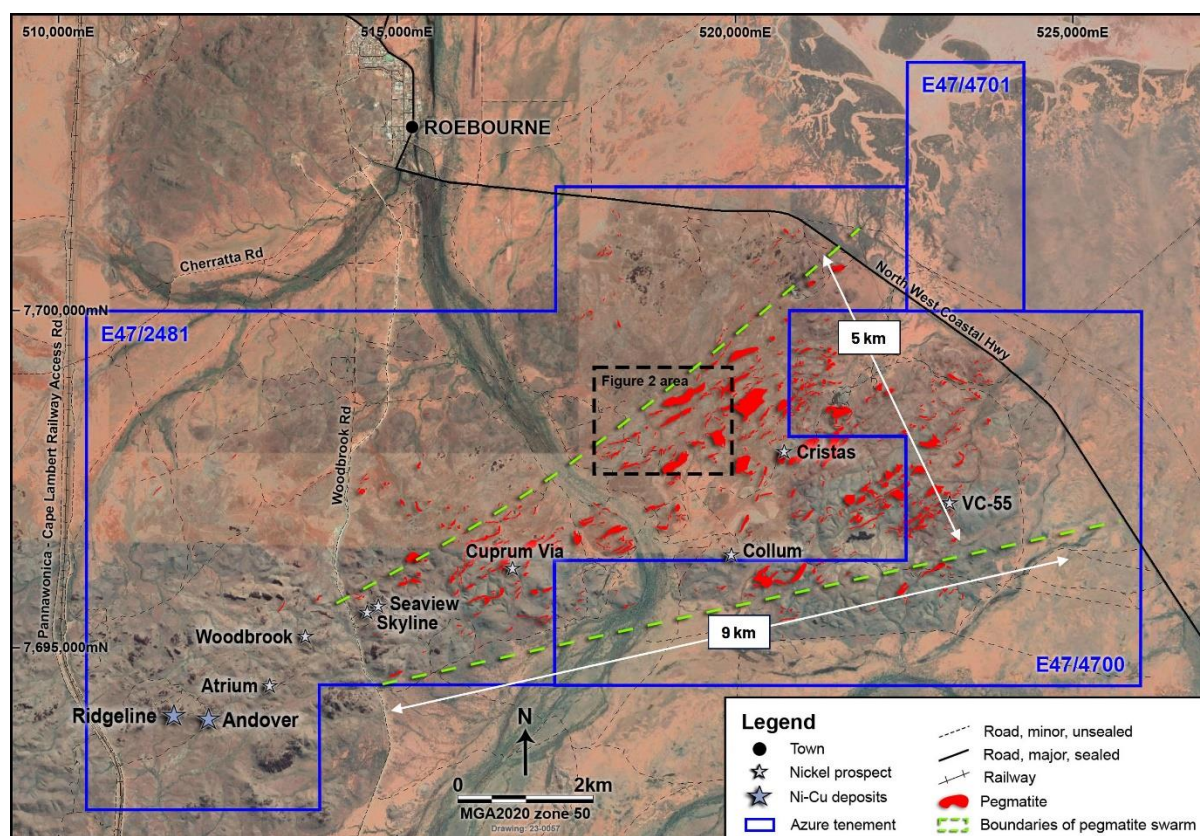 510,000mE
515,000mE
520,000mE
525,000mE
E47/4701
ROEBOURNE
Cherratta Rd
North West Coastal Hwy
7,700,000mN
E47/2481
5 km
Figure 2 area
Pannawonica - Cape Lambert Railway Access Rd
Woodbrook Rd
Cristas
VC-55
Cuprum Via
Collum
Seaview
Skyline
Woodbrook
9 km
7,695,000mN
E47/4700
Atrium
Ridgeline
Andover
N
0 2km
MGA2020 zone 50
Drawing: 23-0057
Legend
Town
Nickel prospect
Ni-Cu deposits
Azure tenement
Road, minor, unsealed
Road, major, sealed
Railway
Pegmatite
Boundaries of pegmatite swarm